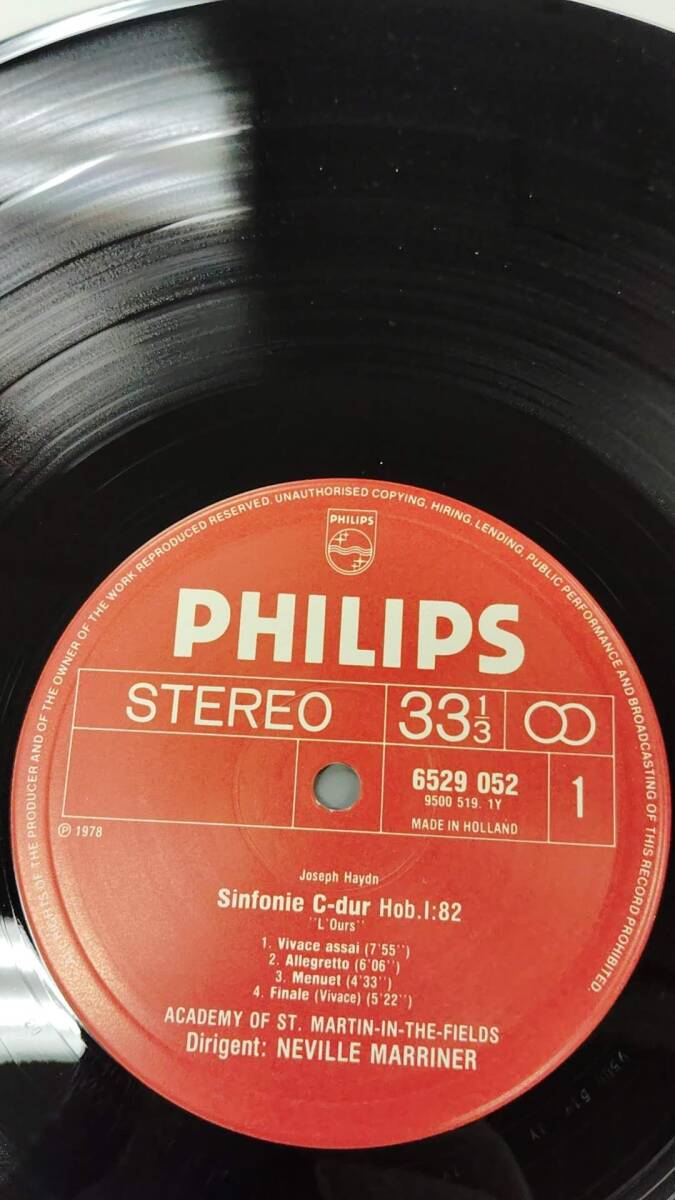 RIGHTS OF THE PRODUCER AND OF THE OWNER OF THE WORK REPRODUCED RESERVED. UNAUTHORISED COPYING, HIRING, LENDING, PUBLIC PERFORMANCE AND BROADCASTING OF THIS RECORD PROHIBITED.
PHILIPS
PHILIPS
STEREO
33 1/3
6529 052
9500 519. 1Y
MADE IN HOLLAND
1
℗ 1978
Joseph Haydn
Sinfonie C-dur Hob.I:82
"L'Ours"
1. Vivace assai (7'55")
2. Allegretto (6'06")
3. Menuet (4'33")
4. Finale (Vivace) (5'22")
ACADEMY OF ST. MARTIN-IN-THE-FIELDS
Dirigent: NEVILLE MARRINER